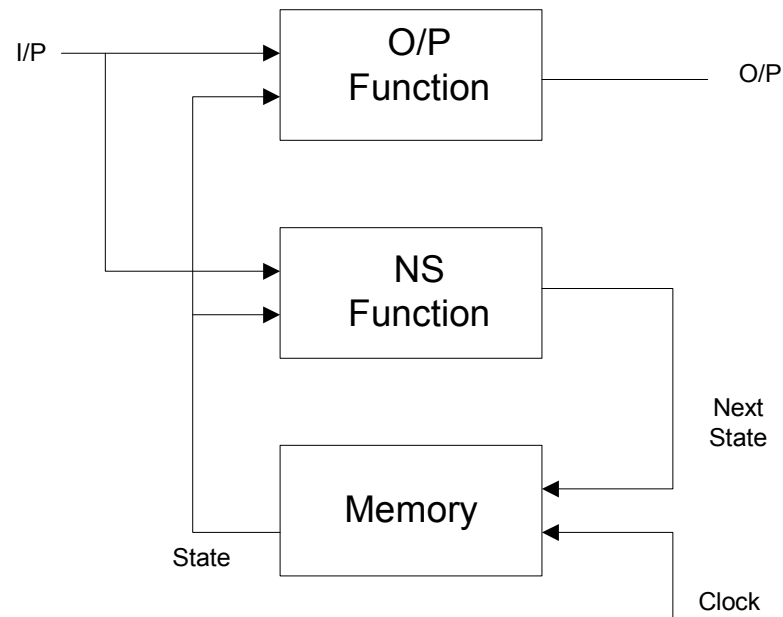 I/P
O/P
Function
O/P
NS
Function
Next
State
Memory
State
Clock